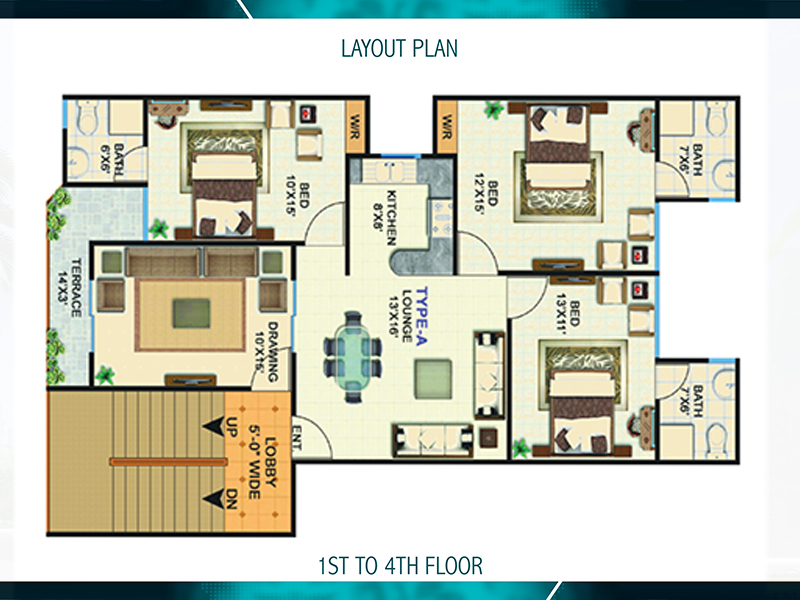 LAYOUT PLAN
BATH
6'X6'
BED
10'X15'
W/R
W/R
BED
12'X15'
BATH
7'X6'
KITCHEN
8'X8'
TERRACE
14'X3'
DRAWING
10'X15'
TYPE-A
LOUNGE
13'X16'
BED
13'X11'
BATH
7'X6'
UP
DN
LOBBY
5'-0" WIDE
ENT.
1ST TO 4TH FLOOR